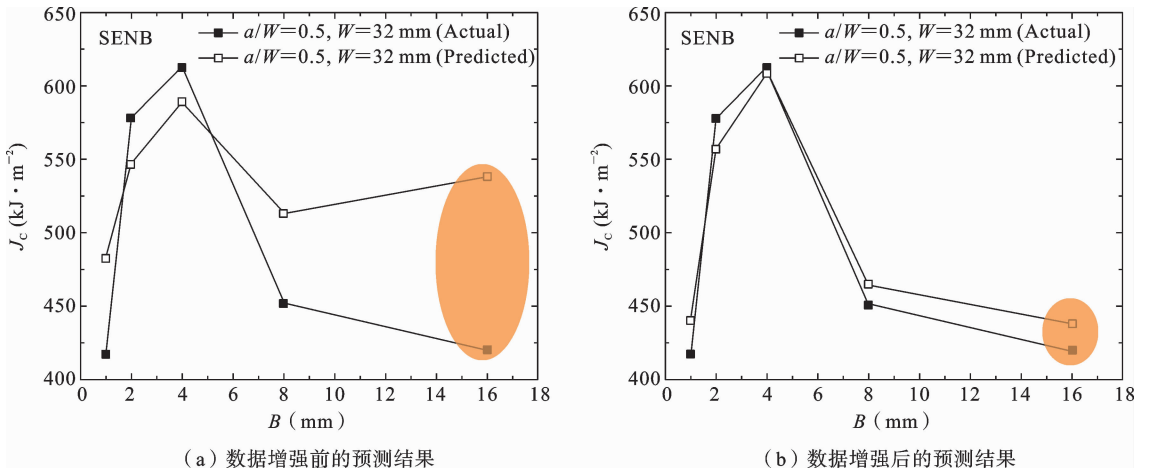 650
600
550
500
450
400
J_C (kJ·m⁻²)
SENB
a/W=0.5, W=32 mm (Actual)
a/W=0.5, W=32 mm (Predicted)
0 2 4 6 8 10 12 14 16 18
B（mm）
（a）数据增强前的预测结果
650
600
550
500
450
400
J_C (kJ·m⁻²)
SENB
a/W=0.5, W=32 mm (Actual)
a/W=0.5, W=32 mm (Predicted)
0 2 4 6 8 10 12 14 16 18
B（mm）
（b）数据增强后的预测结果